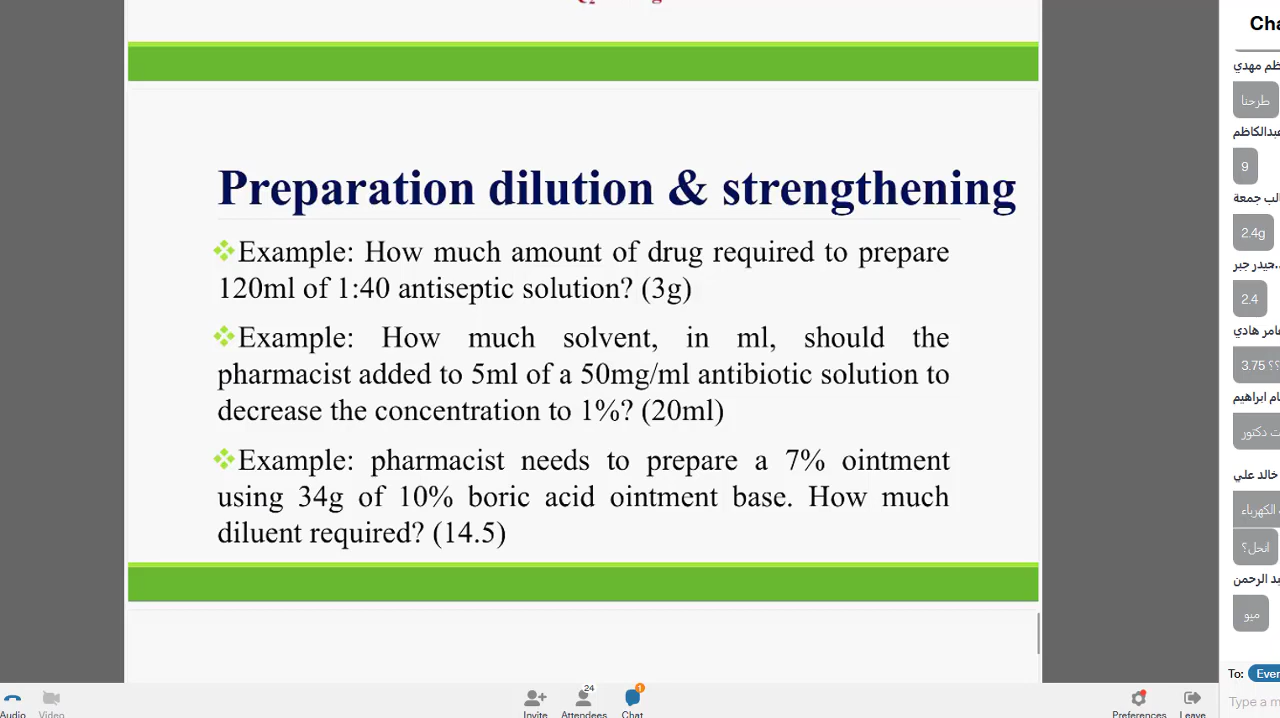 Preparation dilution & strengthening
❖Example: How much amount of drug required to prepare
120ml of 1:40 antiseptic solution? (3g)
❖Example: How much solvent, in ml, should the
pharmacist added to 5ml of a 50mg/ml antibiotic solution to
decrease the concentration to 1%? (20ml)
❖Example: pharmacist needs to prepare a 7% ointment
using 34g of 10% boric acid ointment base. How much
diluent required? (14.5)
Cha
ظم مهدي
طرحنا
عبدالكاظم
9
الب جمعة
2.4g
حيدر جبر..
2.4
عامر هادي
3.75 ؟؟
ام ابراهيم
ت دكتور
خالد علي
الكهرباء
انحل؟
بد الرحمن
ميو
To: Ever
Type a m
Audio
Video
Invite
24
Attendees
1
Chat
Preferences
Leave